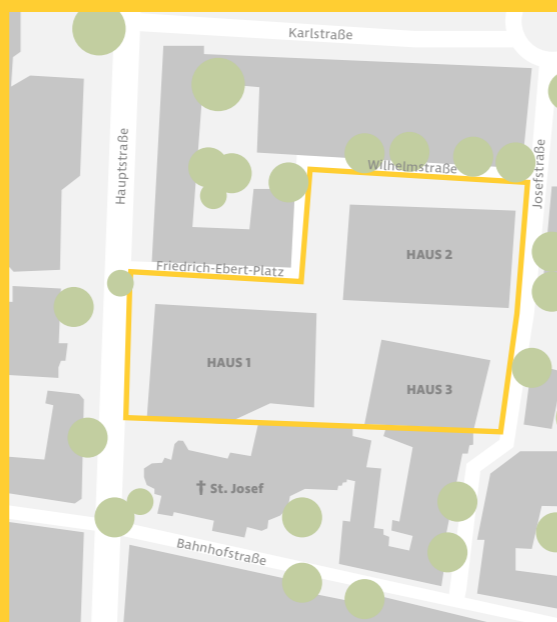 Karlstraße
Hauptstraße
Wilhelmstraße
Josefstraße
Friedrich-Ebert-Platz
HAUS 2
HAUS 1
HAUS 3
✝ St. Josef
Bahnhofstraße